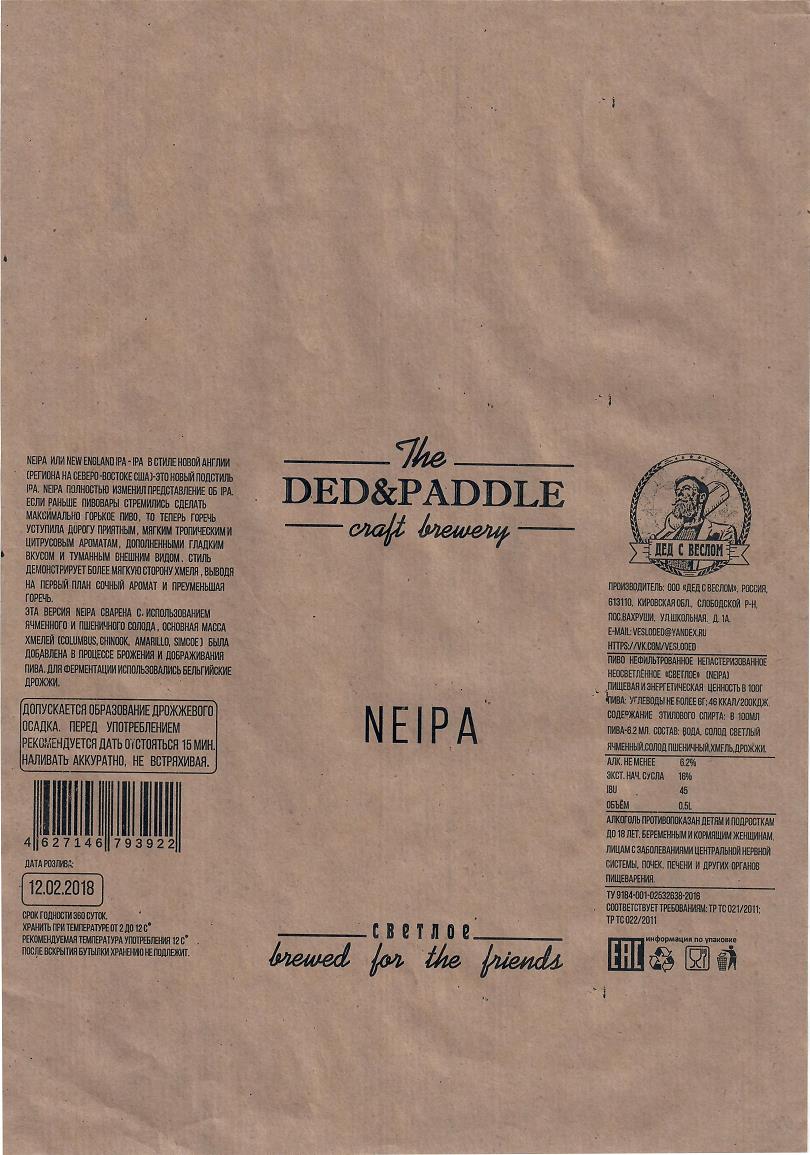 NEIPA ИЛИ NEW ENGLAND IPA - IPA В СТИЛЕ НОВОЙ АНГЛИИ
(РЕГИОНА НА СЕВЕРО-ВОСТОКЕ США)-ЭТО НОВЫЙ ПОДСТИЛЬ
IPA. NEIPA ПОЛНОСТЬЮ ИЗМЕНИЛ ПРЕДСТАВЛЕНИЕ ОБ IPA.
ЕСЛИ РАНЬШЕ ПИВОВАРЫ СТРЕМИЛИСЬ СДЕЛАТЬ
МАКСИМАЛЬНО ГОРЬКОЕ ПИВО, ТО ТЕПЕРЬ ГОРЕЧЬ
УСТУПИЛА ДОРОГУ ПРИЯТНЫМ, МЯГКИМ ТРОПИЧЕСКИМ И
ЦИТРУСОВЫМ АРОМАТАМ, ДОПОЛНЕННЫМИ ГЛАДКИМ
ВКУСОМ И ТУМАННЫМ ВНЕШНИМ ВИДОМ. СТИЛЬ
ДЕМОНСТРИРУЕТ БОЛЕЕ МЯГКУЮ СТОРОНУ ХМЕЛЯ, ВЫВОДЯ
НА ПЕРВЫЙ ПЛАН СОЧНЫЙ АРОМАТ И ПРЕУМЕНЬШАЯ
ГОРЕЧЬ.
ЭТА ВЕРСИЯ NEIPA СВАРЕНА С ИСПОЛЬЗОВАНИЕМ
ЯЧМЕННОГО И ПШЕНИЧНОГО СОЛОДА, ОСНОВНАЯ МАССА
ХМЕЛЕЙ (COLUMBUS, CHINOOK, AMARILLO, SIMCOE) БЫЛА
ДОБАВЛЕНА В ПРОЦЕССЕ БРОЖЕНИЯ И ДОБРАЖИВАНИЯ
ПИВА. ДЛЯ ФЕРМЕНТАЦИИ ИСПОЛЬЗОВАЛИСЬ БЕЛЬГИЙСКИЕ
ДРОЖЖИ.
ДОПУСКАЕТСЯ ОБРАЗОВАНИЕ ДРОЖЖЕВОГО
ОСАДКА. ПЕРЕД УПОТРЕБЛЕНИЕМ
РЕКОМЕНДУЕТСЯ ДАТЬ ОТСТОЯТЬСЯ 15 МИН.
НАЛИВАТЬ АККУРАТНО, НЕ ВСТРЯХИВАЯ.
4 627146 793922
ДАТА РОЗЛИВА:
12.02.2018
СРОК ГОДНОСТИ 360 СУТОК.
ХРАНИТЬ ПРИ ТЕМПЕРАТУРЕ ОТ 2 ДО 12 С°
РЕКОМЕНДУЕМАЯ ТЕМПЕРАТУРА УПОТРЕБЛЕНИЯ 12 С°
ПОСЛЕ ВСКРЫТИЯ БУТЫЛКИ ХРАНЕНИЮ НЕ ПОДЛЕЖИТ.
The
DED&PADDLE
craft brewery
NEIPA
светлое
brewed for the friends
ДЕД С ВЕСЛОМ
ПРОИЗВОДИТЕЛЬ: ООО «ДЕД С ВЕСЛОМ», РОССИЯ,
613110, КИРОВСКАЯ ОБЛ., СЛОБОДСКОЙ Р-Н,
ПОС.ВАХРУШИ, УЛ.ШКОЛЬНАЯ, Д. 1А.
E-MAIL: VESLODED@YANDEX.RU
HTTPS://VK.COM/VESLODED
ПИВО НЕФИЛЬТРОВАННОЕ НЕПАСТЕРИЗОВАННОЕ
НЕОСВЕТЛЁННОЕ «СВЕТЛОЕ» (NEIPA)
ПИЩЕВАЯ И ЭНЕРГЕТИЧЕСКАЯ ЦЕННОСТЬ В 100Г
ПИВА: УГЛЕВОДЫ НЕ БОЛЕЕ 6Г; 46 ККАЛ/200КДЖ.
СОДЕРЖАНИЕ ЭТИЛОВОГО СПИРТА: В 100МЛ
ПИВА-6.2 МЛ. СОСТАВ: ВОДА, СОЛОД СВЕТЛЫЙ
ЯЧМЕННЫЙ,СОЛОД ПШЕНИЧНЫЙ,ХМЕЛЬ,ДРОЖЖИ.
АЛК. НЕ МЕНЕЕ 6.2%
ЭКСТ. НАЧ. СУСЛА 16%
IBU 45
ОБЪЁМ 0.5L
АЛКОГОЛЬ ПРОТИВОПОКАЗАН ДЕТЯМ И ПОДРОСТКАМ
ДО 18 ЛЕТ, БЕРЕМЕННЫМ И КОРМЯЩИМ ЖЕНЩИНАМ,
ЛИЦАМ С ЗАБОЛЕВАНИЯМИ ЦЕНТРАЛЬНОЙ НЕРВНОЙ
СИСТЕМЫ, ПОЧЕК, ПЕЧЕНИ И ДРУГИХ ОРГАНОВ
ПИЩЕВАРЕНИЯ.
ТУ 9184-001-02532638-2016
СООТВЕТСТВУЕТ ТРЕБОВАНИЯМ: ТР ТС 021/2011;
ТР ТС 022/2011
информация по упаковке
EAC